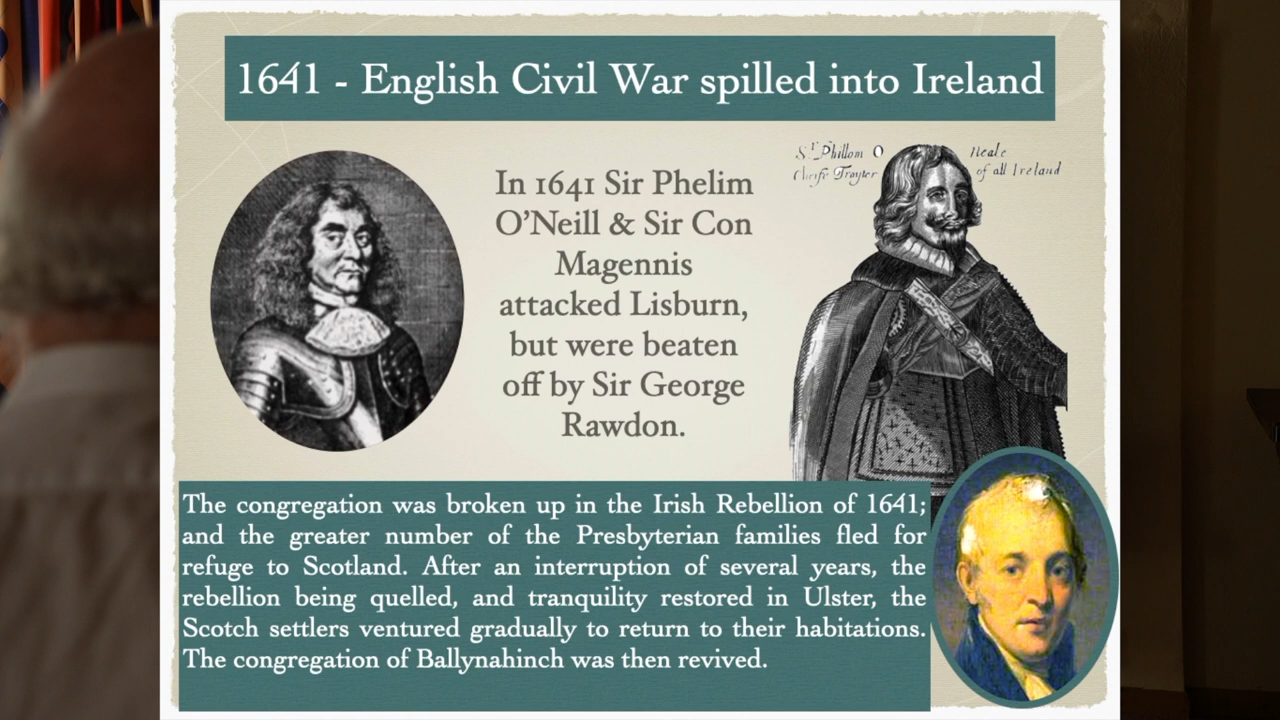 1641 - English Civil War spilled into Ireland
In 1641 Sir Phelim
O'Neill & Sir Con
Magennis
attacked Lisburn,
but were beaten
off by Sir George
Rawdon.
Sr. Phillom O Neale
Cheife Traytor of all Ireland
The congregation was broken up in the Irish Rebellion of 1641;
and the greater number of the Presbyterian families fled for
refuge to Scotland. After an interruption of several years, the
rebellion being quelled, and tranquility restored in Ulster, the
Scotch settlers ventured gradually to return to their habitations.
The congregation of Ballynahinch was then revived.